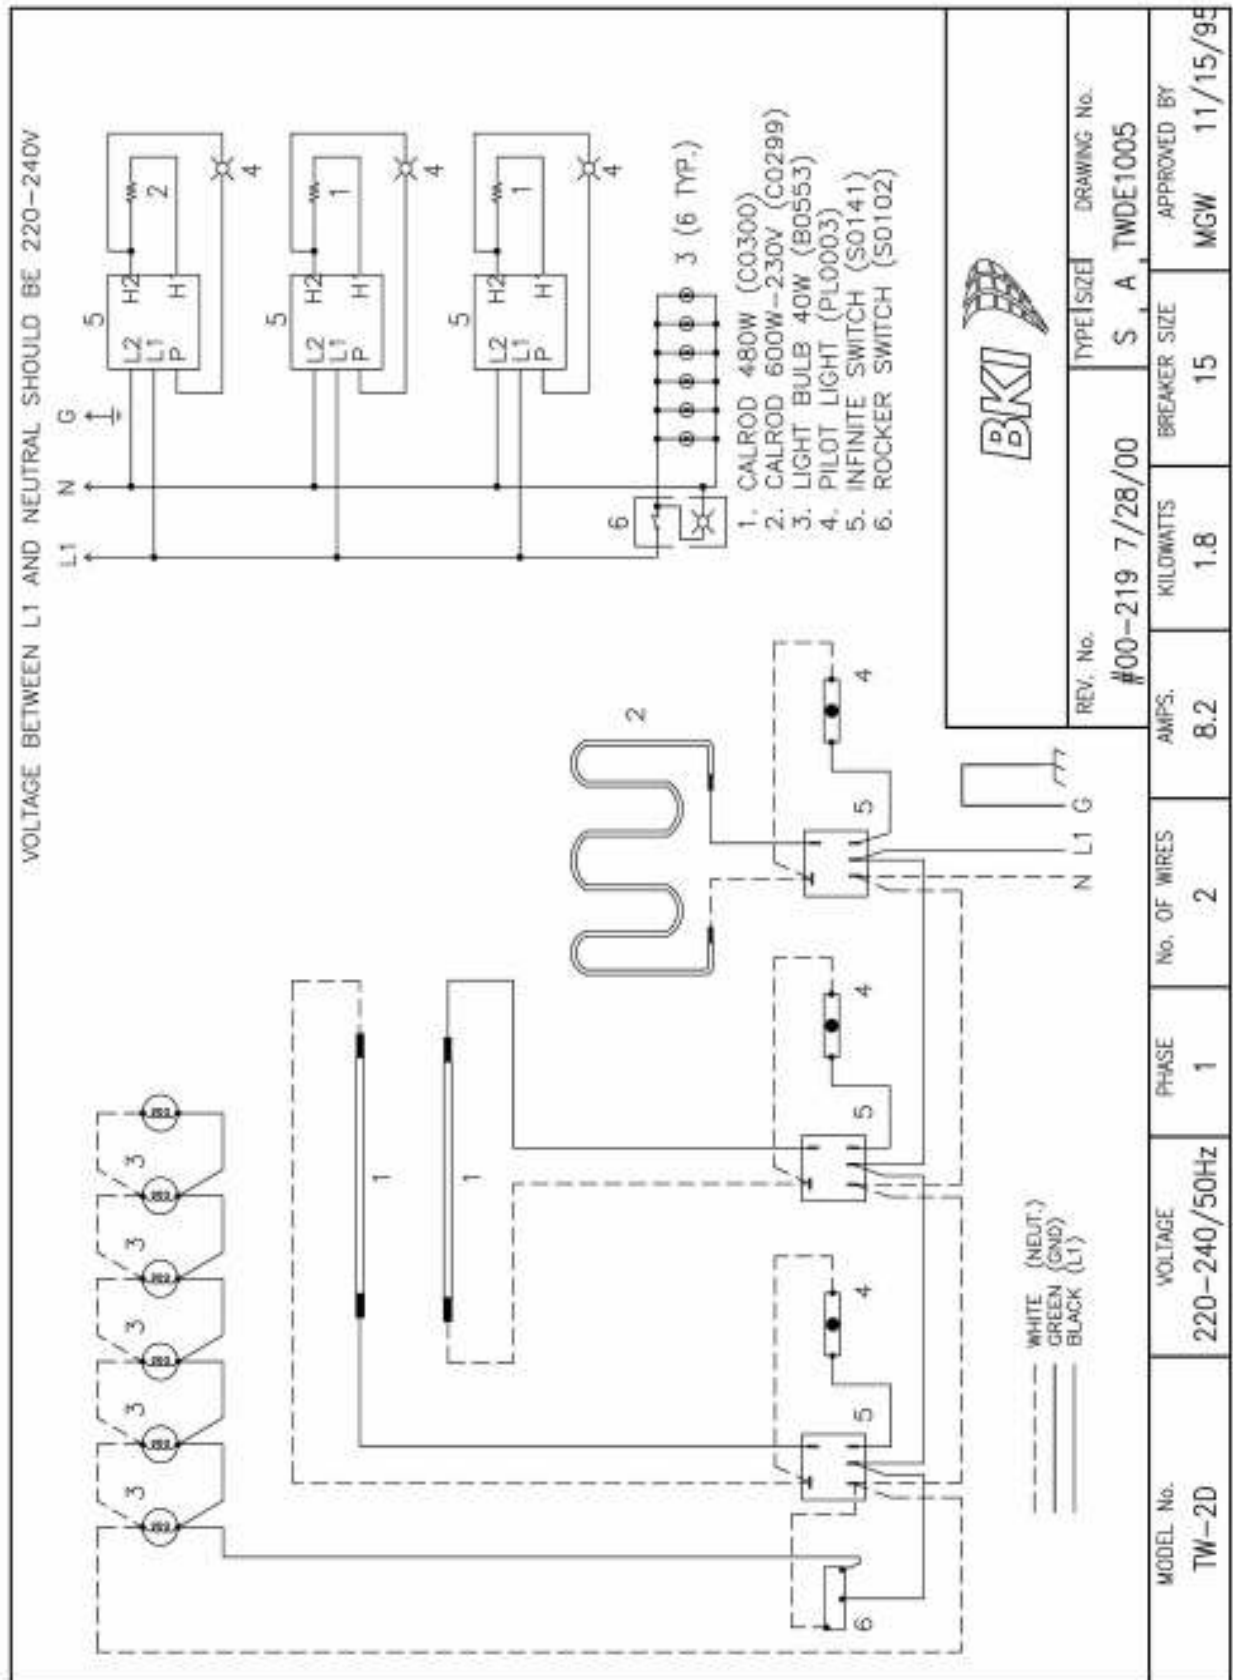 VOLTAGE BETWEEN L1 AND NEUTRAL SHOULD BE 220-240V
L1 N G
5
L2 H2
L1
P H1
2
4
5
L2 H2
L1
P H1
1
4
5
L2 H2
L1
P H1
1
4
6
3 (6 TYP.)
1. CALROD 480W (C0300)
2. CALROD 600W-230V (C0299)
3. LIGHT BULB 40W (B0553)
4. PILOT LIGHT (PL0003)
5. INFINITE SWITCH (S0141)
6. ROCKER SWITCH (S0102)
3 3 3 3 3
1
1
2
6 5 4 5 4 5 4
N L1 G
WHITE (NEUT.)
GREEN (GND)
BLACK (L1)
BKI
REV. No. TYPE SIZE DRAWING No.
#00-219 7/28/00 S A TWDE1005
MODEL No. VOLTAGE PHASE No. OF WIRES AMPS. KILOWATTS BREAKER SIZE APPROVED BY
TW-2D 220-240/50Hz 1 2 8.2 1.8 15 MGW 11/15/95